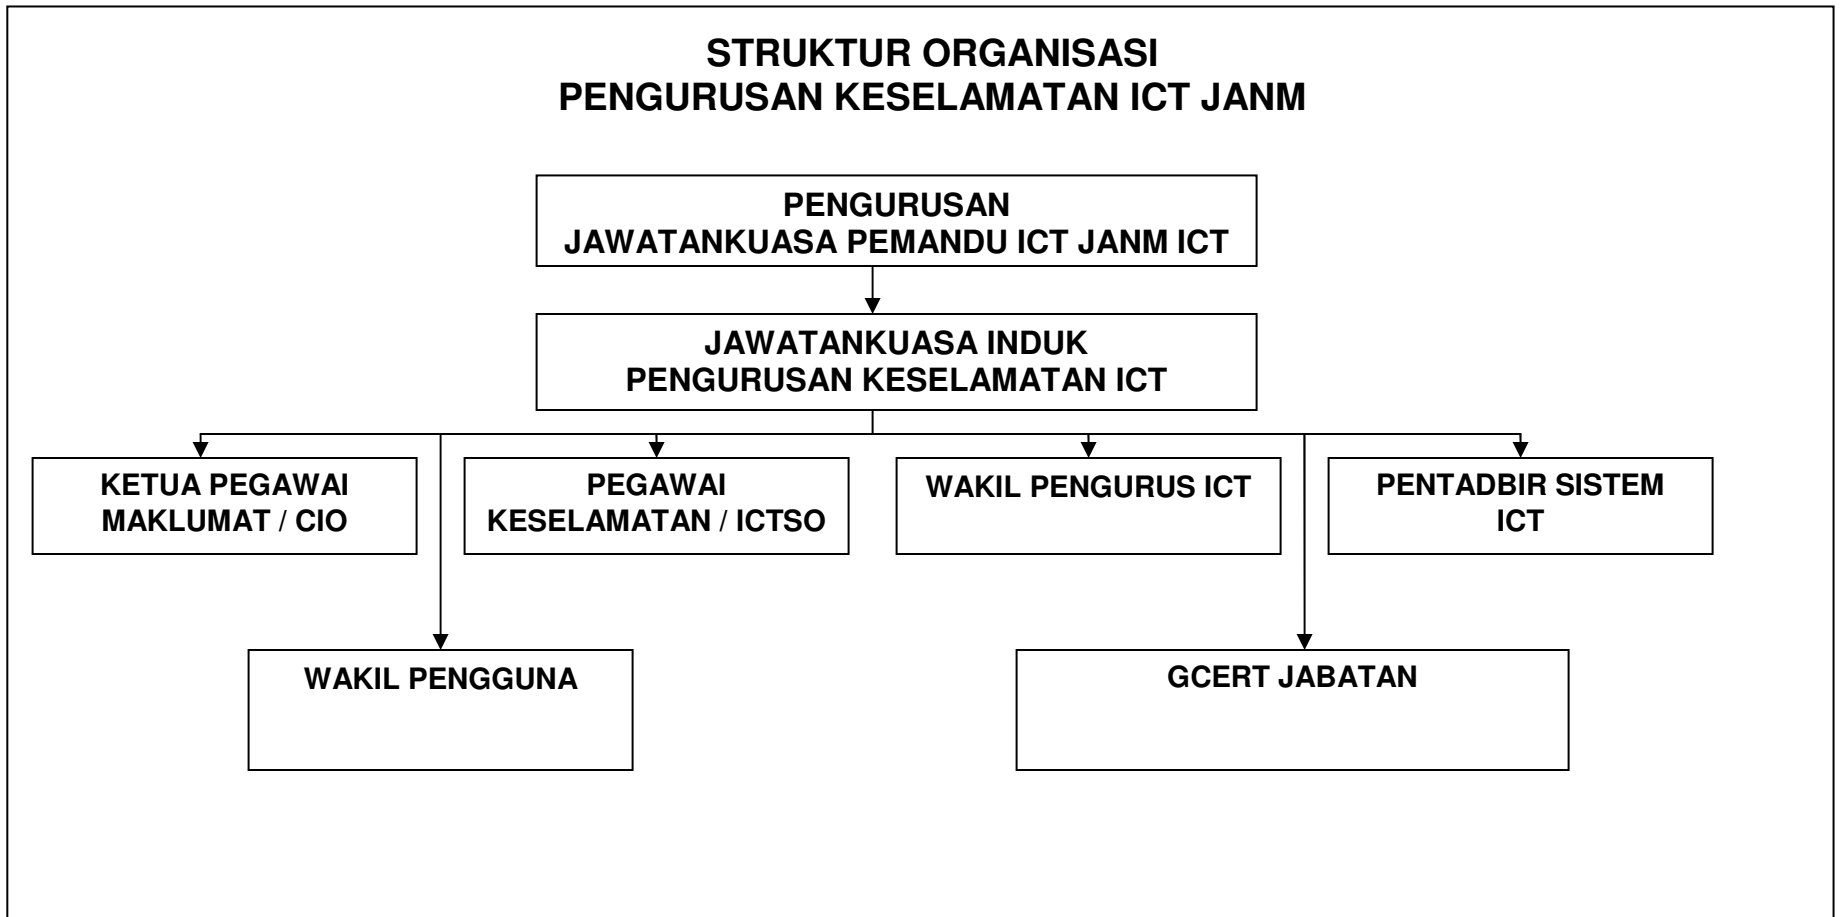 STRUKTUR ORGANISASI
PENGURUSAN KESELAMATAN ICT JANM
PENGURUSAN
JAWATANKUASA PEMANDU ICT JANM ICT
JAWATANKUASA INDUK
PENGURUSAN KESELAMATAN ICT
KETUA PEGAWAI
MAKLUMAT / CIO
PEGAWAI
KESELAMATAN / ICTSO
WAKIL PENGURUS ICT
PENTADBIR SISTEM
ICT
WAKIL PENGGUNA
GCERT JABATAN